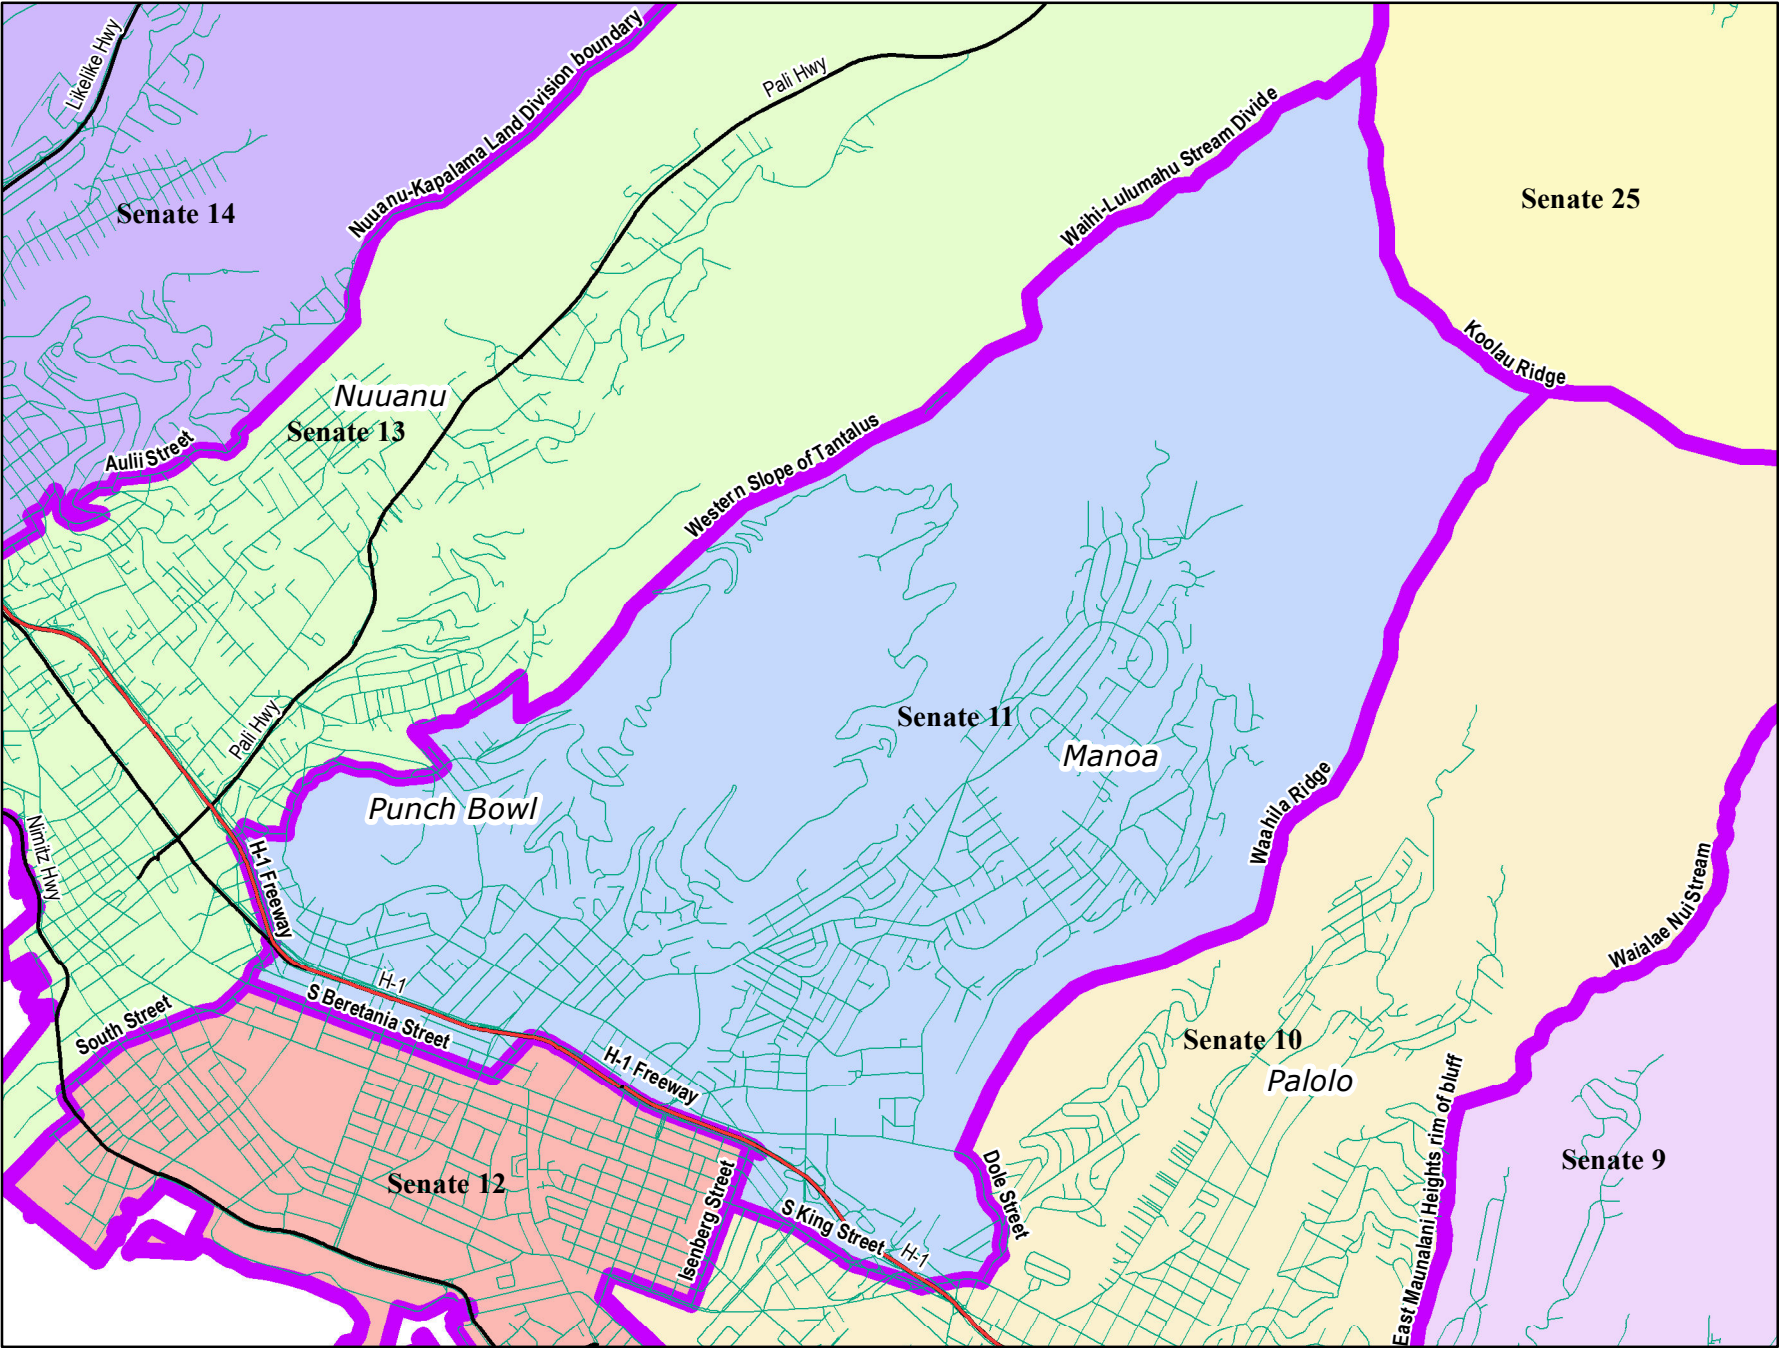 Likelike Hwy
Nuuanu-Kapalama Land Division boundary
Pali Hwy
Waihi-Lulumahu Stream Divide
Senate 14
Senate 25
Koolau Ridge
Nuuanu
Senate 13
Aulii Street
Western Slope of Tantalus
Senate 11
Manoa
Pali Hwy
Punch Bowl
Waahila Ridge
Nimitz Hwy
H-1 Freeway
Waialae Nui Stream
H-1
S Beretania Street
South Street
H-1 Freeway
Senate 10
Palolo
East Maunalani Heights rim of bluff
Senate 9
Senate 12
Isenberg Street
Dole Street
S King Street
H-1